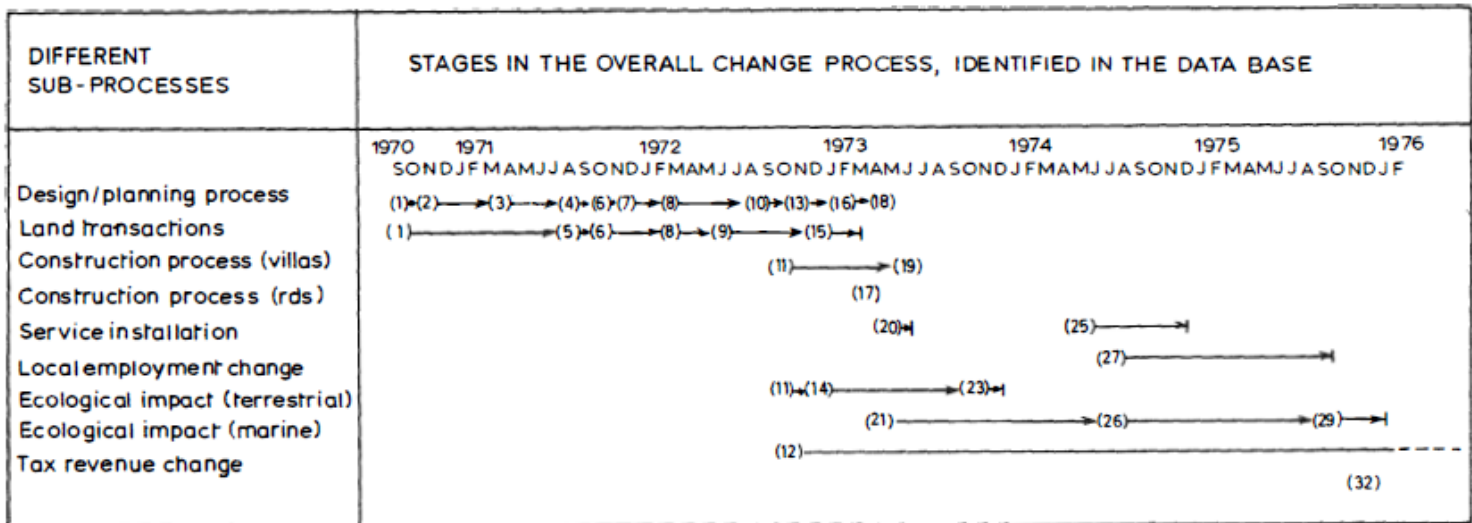 DIFFERENT
SUB-PROCESSES
STAGES IN THE OVERALL CHANGE PROCESS, IDENTIFIED IN THE DATA BASE
1970 1971 1972 1973 1974 1975 1976
S O N D J F M A M J J A S O N D J F M A M J J A S O N D J F M A M J J A S O N D J F M A M J J A S O N D J F M A M J J A S O N D J F
Design/planning process (1) (2) (3) (4) (6) (7) (8) (10) (13) (16) (18)
Land transactions (1) (5) (6) (8) (9) (15)
Construction process (villas) (11) (19)
Construction process (rds) (17)
Service installation (20) (25)
Local employment change (27)
Ecological impact (terrestrial) (11) (14) (23)
Ecological impact (marine) (21) (26) (29)
Tax revenue change (12)
(32)